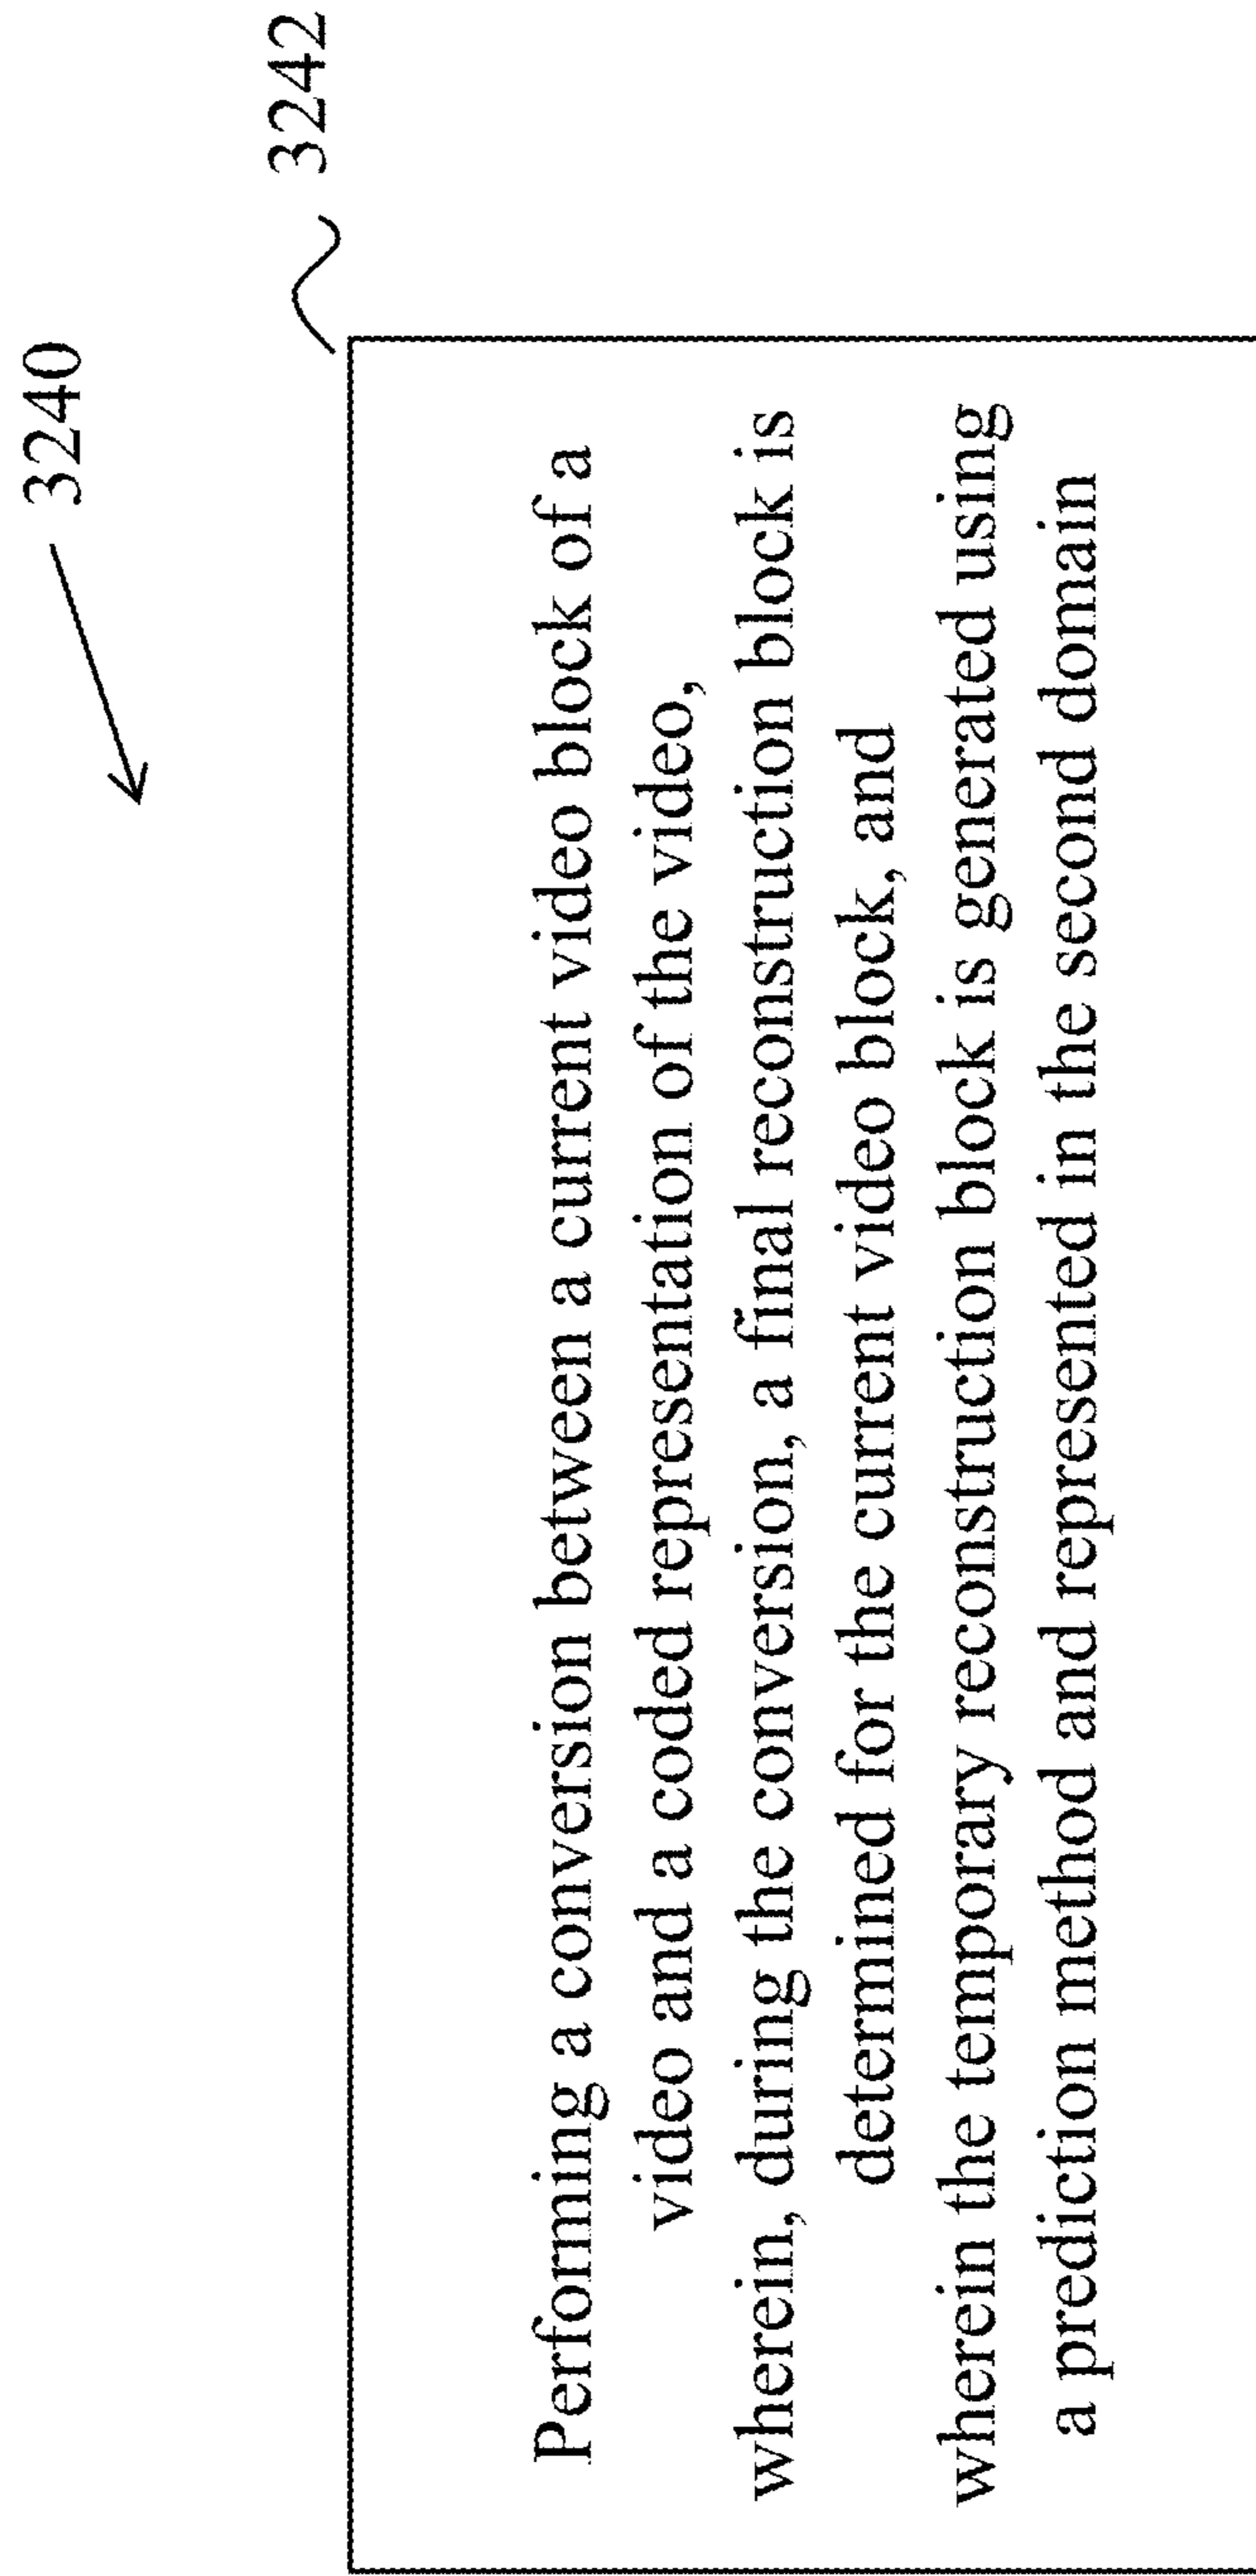 3240
3242
Performing a conversion between a current video block of a
video and a coded representation of the video,
wherein, during the conversion, a final reconstruction block is
determined for the current video block, and
wherein the temporary reconstruction block is generated using
a prediction method and represented in the second domain